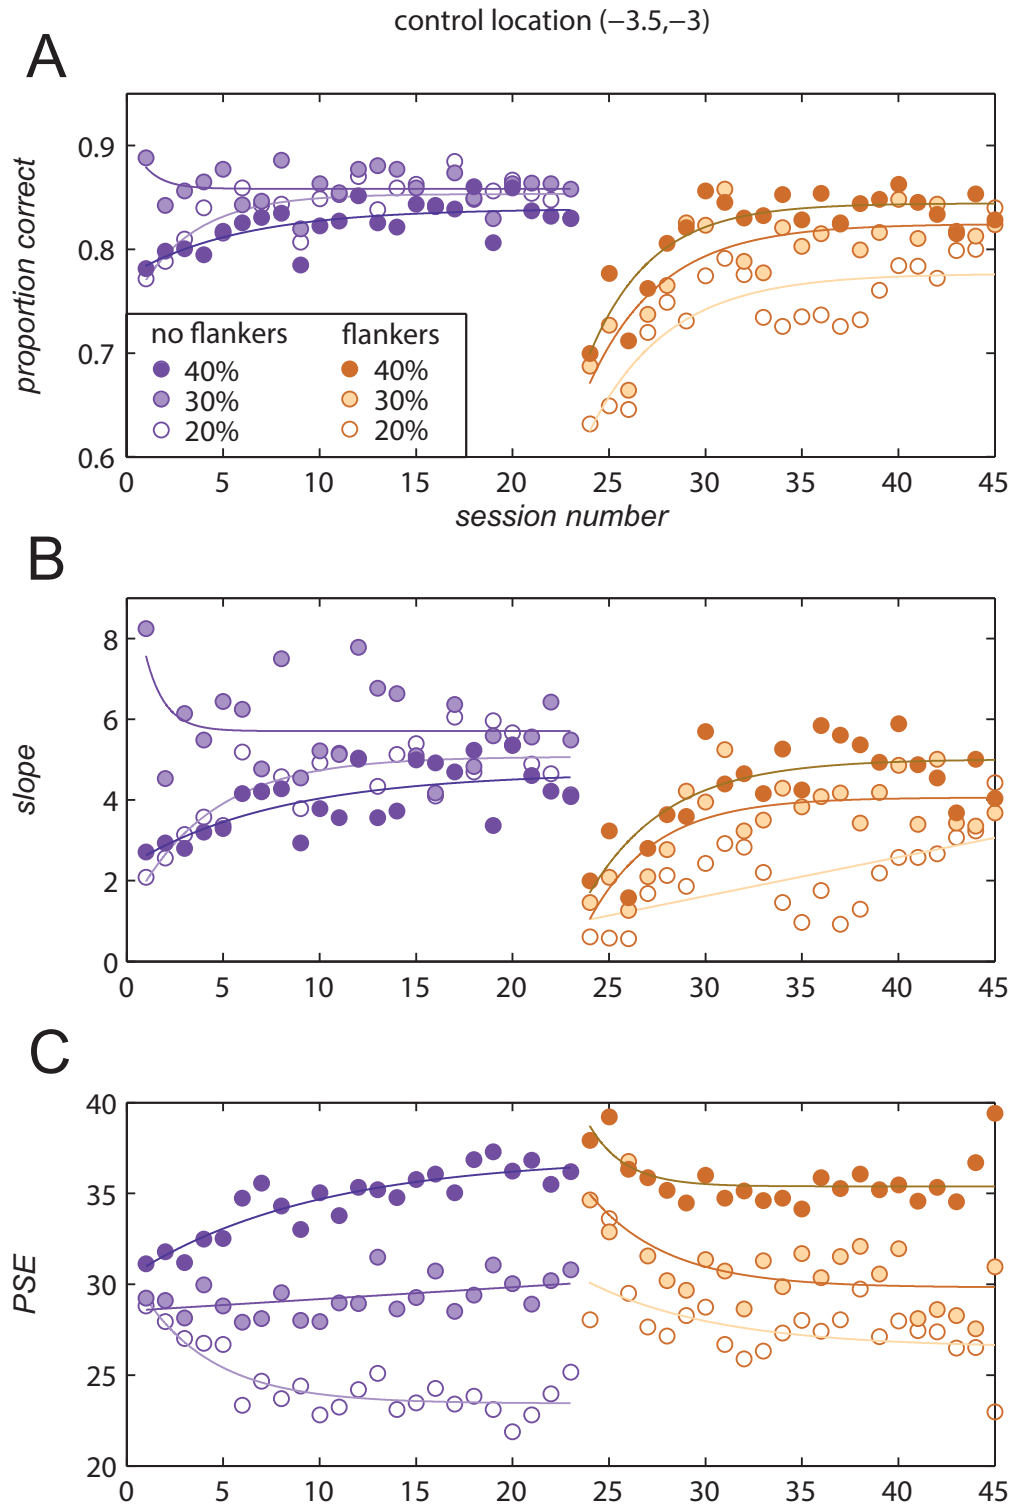 control location (−3.5,−3)
A
proportion correct
0.9
0.8
0.7
0.6
no flankers flankers
40% 40%
30% 30%
20% 20%
0 5 10 15 20 25 30 35 40 45
session number
B
slope
8
6
4
2
0
0 5 10 15 20 25 30 35 40 45
C
PSE
40
35
30
25
20
0 5 10 15 20 25 30 35 40 45